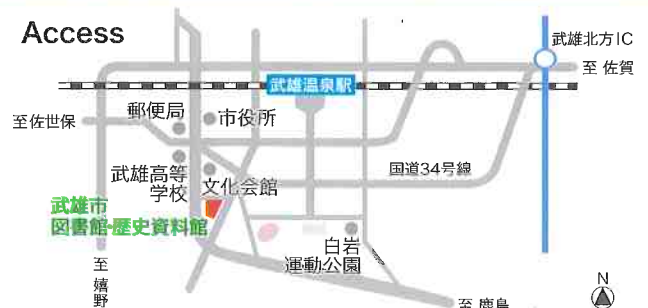 Access
武雄北方IC
至 佐賀
武雄温泉駅
郵便局
市役所
至佐世保
国道34号線
武雄高等
学校
文化会館
武雄市
図書館・歴史資料館
白岩
運動公園
至
嬉
野
至 鹿島
N